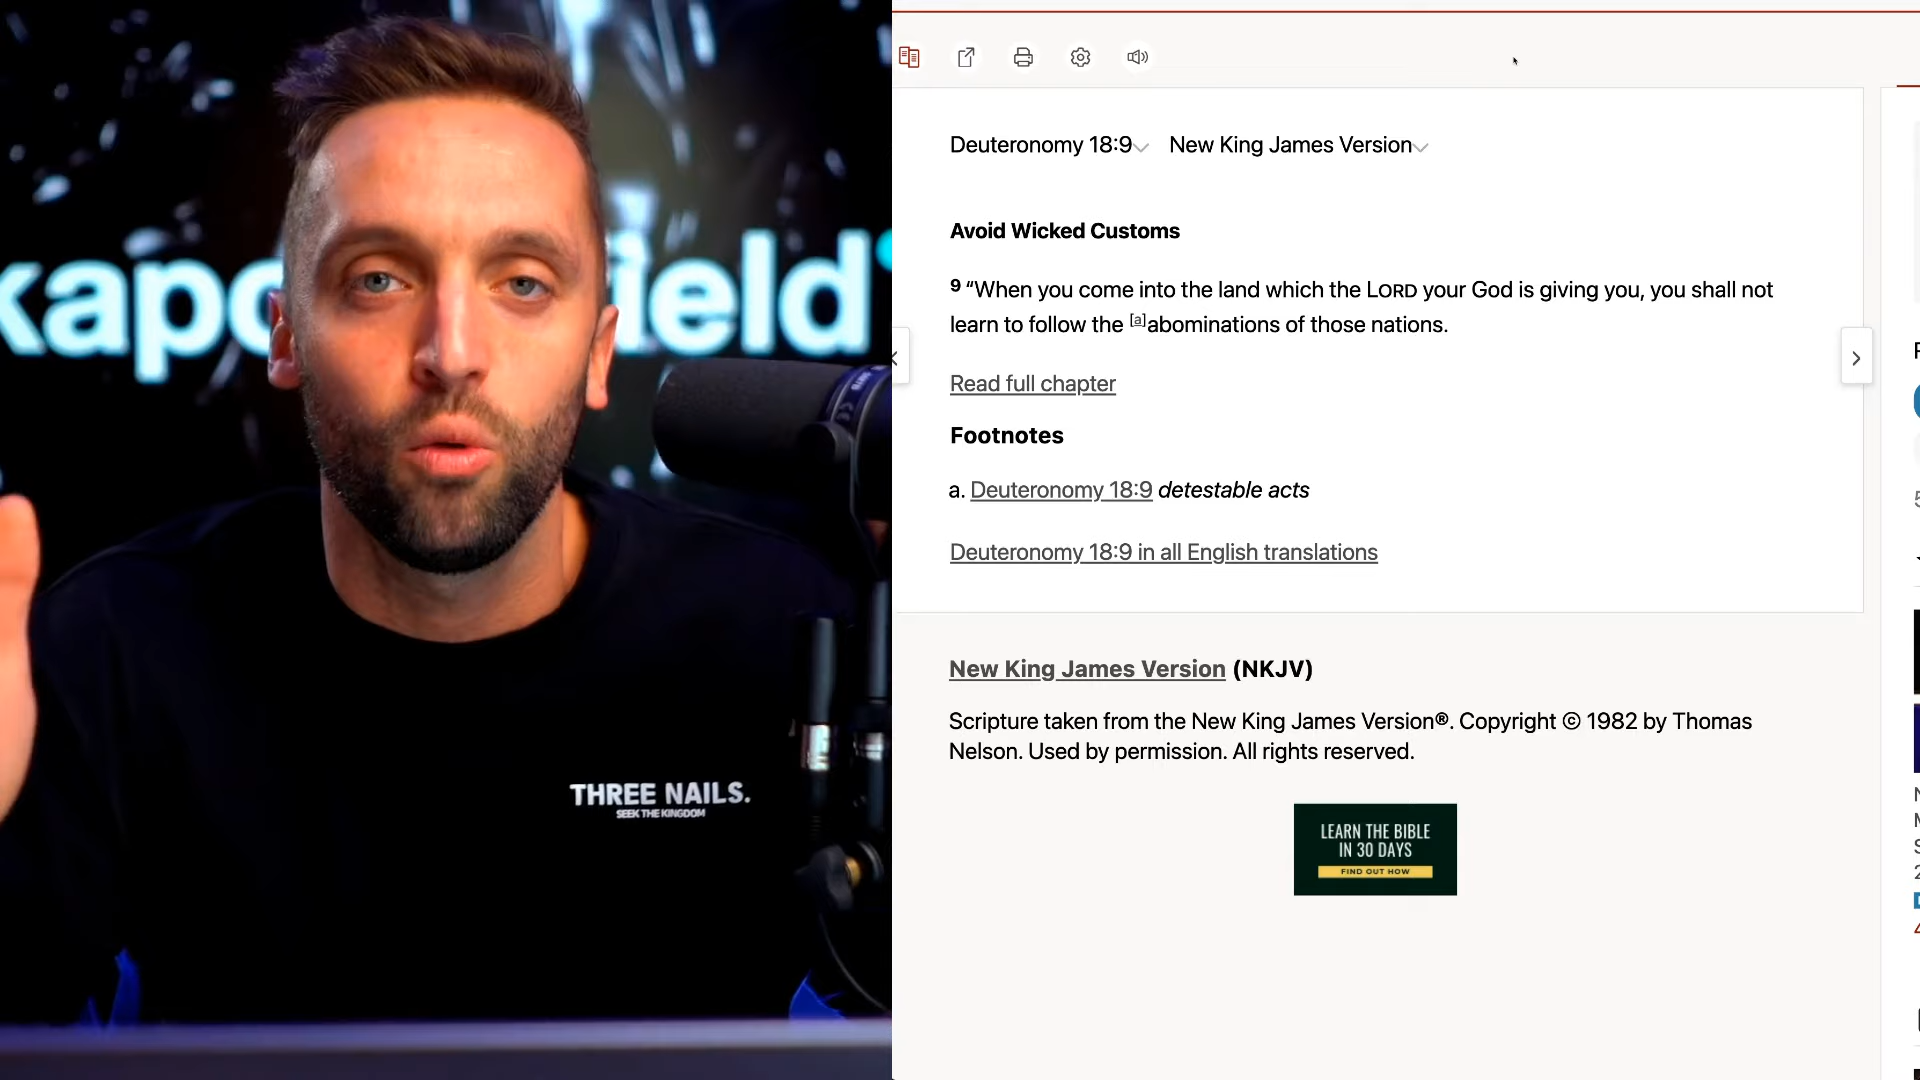 THREE NAILS.
SEEK THE KINGDOM
Deuteronomy 18:9 New King James Version
Avoid Wicked Customs
9 “When you come into the land which the LORD your God is giving you, you shall not
learn to follow the [a]abominations of those nations.
Read full chapter
Footnotes
a. Deuteronomy 18:9 detestable acts
Deuteronomy 18:9 in all English translations
New King James Version (NKJV)
Scripture taken from the New King James Version®. Copyright © 1982 by Thomas
Nelson. Used by permission. All rights reserved.
LEARN THE BIBLE
IN 30 DAYS
FIND OUT HOW